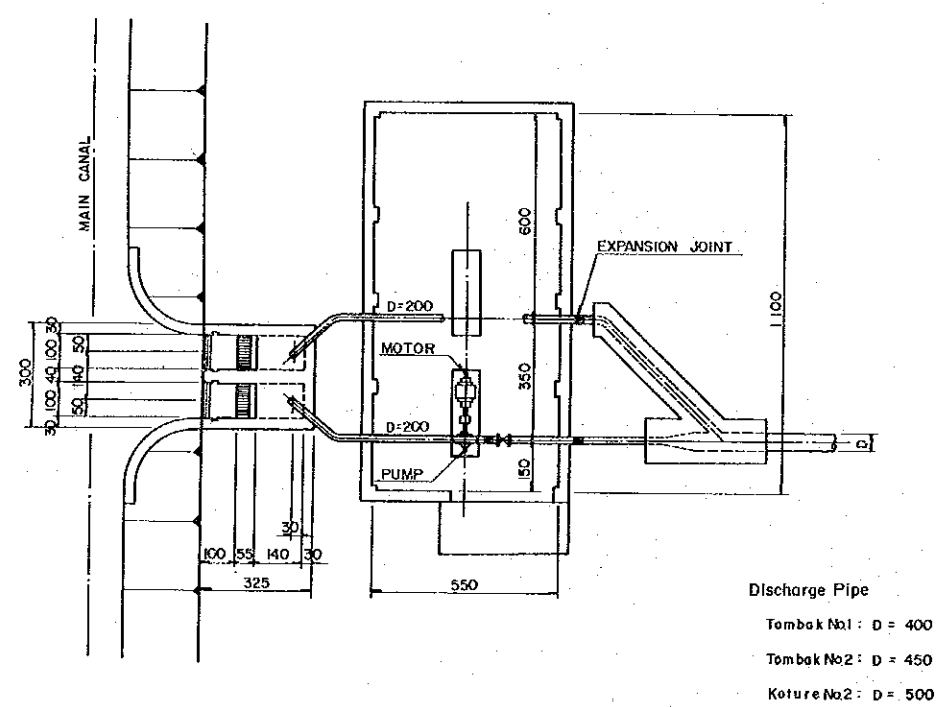 MAIN CANAL
600
EXPANSION JOINT
1 100
D=200
30
300
100
50
MOTOR
40
140
350
100
50
30
D=200
D
PUMP
150
30
100
55
140
30
325
550
Discharge Pipe
Tombak No.1 : D = 400
Tombak No.2 : D = 450
Koture No.2 : D = 500